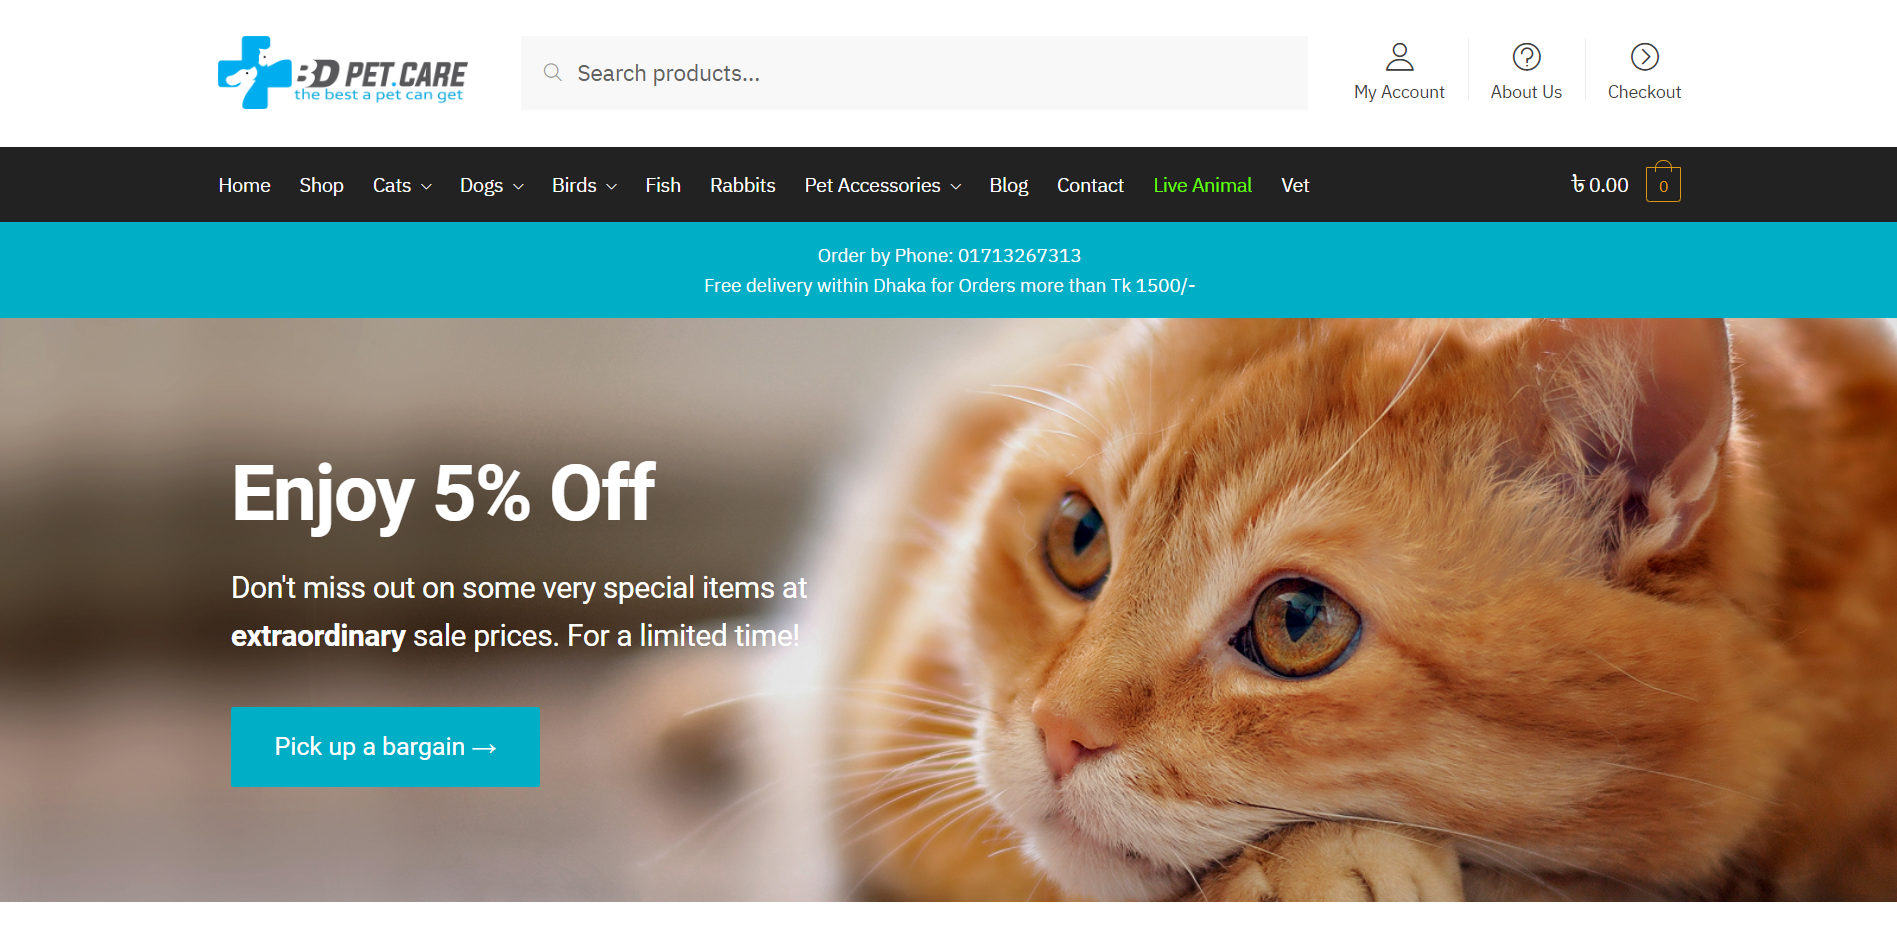 BD PET.CARE
the best a pet can get
Search products...
My Account
About Us
Checkout
Home Shop Cats Dogs Birds Fish Rabbits Pet Accessories Blog Contact Live Animal Vet
৳ 0.00 0
Order by Phone: 01713267313
Free delivery within Dhaka for Orders more than Tk 1500/-
Enjoy 5% Off
Don't miss out on some very special items at
extraordinary sale prices. For a limited time!
Pick up a bargain →